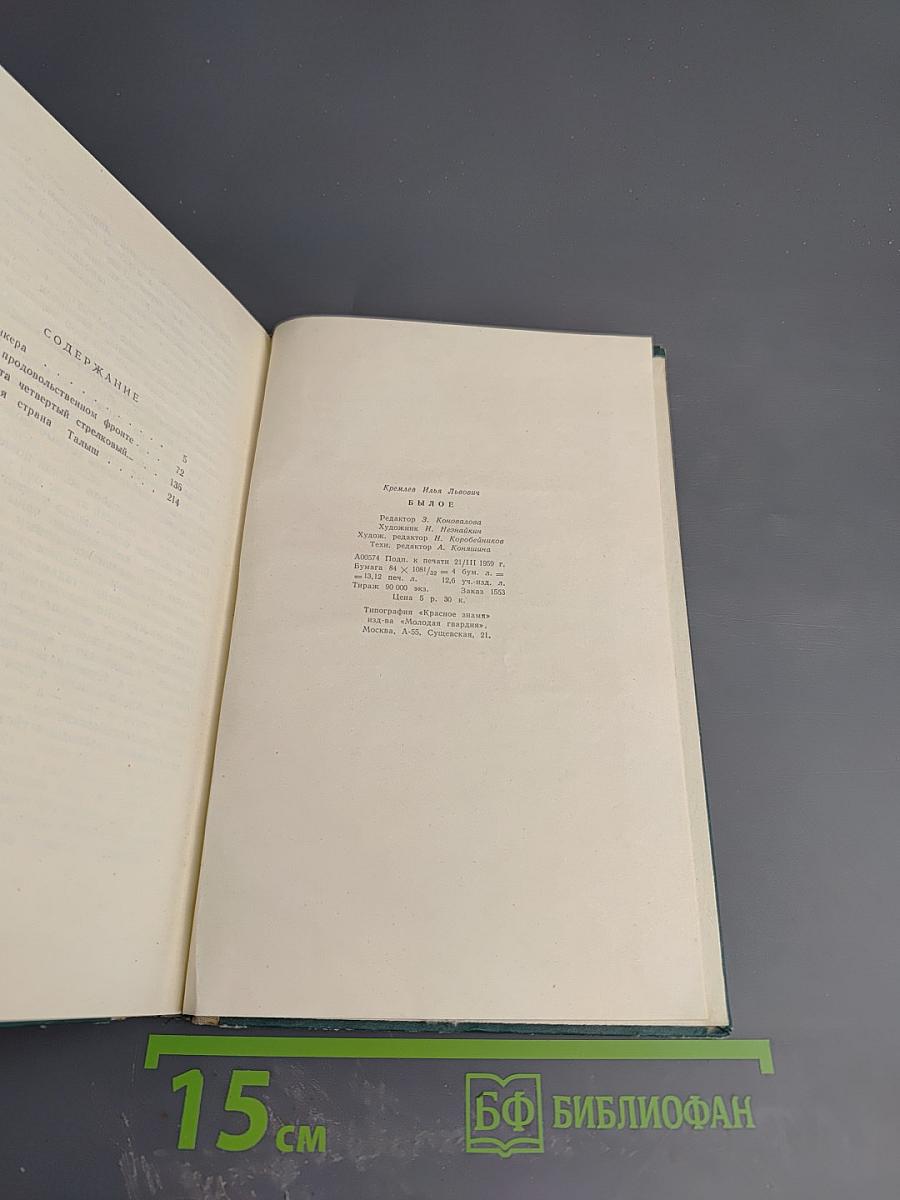 СОДЕРЖАНИЕ
продовольственном фронте . . . 5
четвертый стрелковый... . . . 72
страна Талыш . . . . . 135
214
Кремлев Илья Львович
БЫЛОЕ
Редактор З. Коновалова
Художник И. Незнайкин
Худож. редактор Н. Коробейников
Техн. редактор А. Коняшина
А00574 Подп. к печати 21/III 1959 г.
Бумага 84 × 1081/32 = 4 бум. л. =
= 13,12 печ. л. 12,6 уч.-изд. л.
Тираж 90 000 экз. Заказ 1553
Цена 5 р. 30 к.
Типография «Красное знамя»
изд-ва «Молодая гвардия».
Москва, А-55, Сущевская, 21.
15 см
БФ БИБЛИОФАН